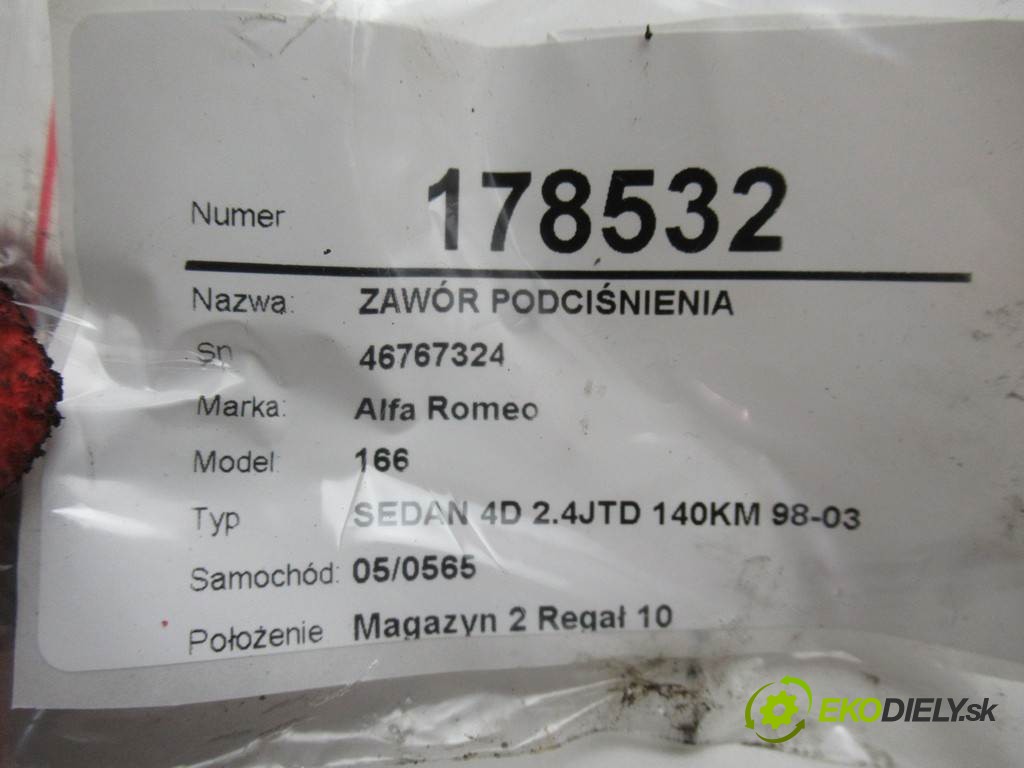 Numer 178532
Nazwa: ZAWÓR PODCIŚNIENIA
Sn 46767324
Marka: Alfa Romeo
Model: 166
Typ SEDAN 4D 2.4JTD 140KM 98-03
Samochód: 05/0565
Położenie Magazyn 2 Regał 10
EKODIELY.sk